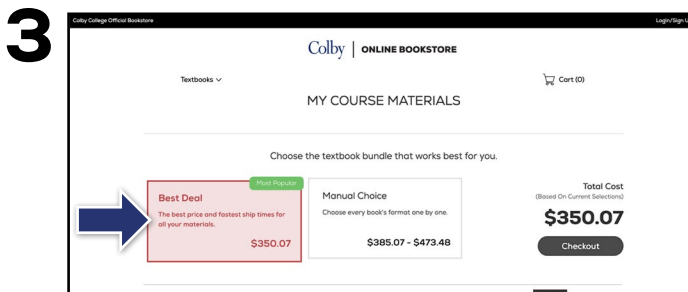 3
Colby College Official Bookstore
Login/Sign U
Colby | ONLINE BOOKSTORE
Textbooks
Cart (0)
MY COURSE MATERIALS
Choose the textbook bundle that works best for you.
Most Popular
Best Deal
The best price and fastest ship times for
all your materials.
$350.07
Manual Choice
Choose every book's format one by one.
$385.07 - $473.48
Total Cost
(Based On Current Selections)
$350.07
Checkout